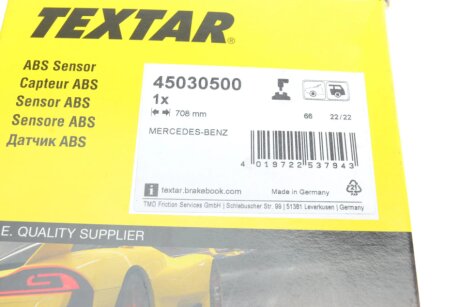 TEXTAR®
ABS Sensor
Capteur ABS
Sensor ABS
Sensore ABS
Датчик ABS
45030500
1x
708 mm
66 22/22
MERCEDES-BENZ
4 019722 537943
i textar.brakebook.com
Made in Germany
21
TMD Friction Services GmbH | Schlebuscher Str. 99 | 51381 Leverkusen | Germany
E. QUALITY SUPPLIER